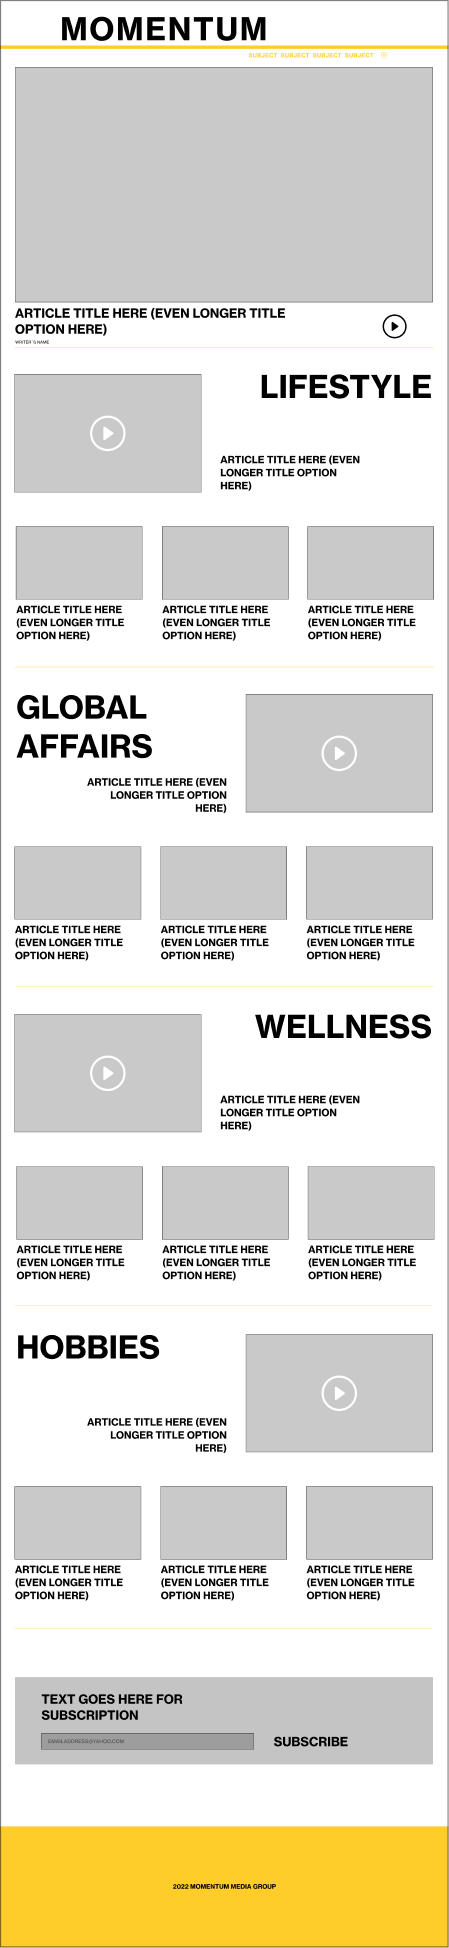 MOMENTUM
SUBJECT SUBJECT SUBJECT SUBJECT
ARTICLE TITLE HERE (EVEN LONGER TITLE
OPTION HERE)
WRITER'S NAME
LIFESTYLE
ARTICLE TITLE HERE (EVEN
LONGER TITLE OPTION
HERE)
ARTICLE TITLE HERE
(EVEN LONGER TITLE
OPTION HERE)
ARTICLE TITLE HERE
(EVEN LONGER TITLE
OPTION HERE)
ARTICLE TITLE HERE
(EVEN LONGER TITLE
OPTION HERE)
GLOBAL
AFFAIRS
ARTICLE TITLE HERE (EVEN
LONGER TITLE OPTION
HERE)
ARTICLE TITLE HERE
(EVEN LONGER TITLE
OPTION HERE)
ARTICLE TITLE HERE
(EVEN LONGER TITLE
OPTION HERE)
ARTICLE TITLE HERE
(EVEN LONGER TITLE
OPTION HERE)
WELLNESS
ARTICLE TITLE HERE (EVEN
LONGER TITLE OPTION
HERE)
ARTICLE TITLE HERE
(EVEN LONGER TITLE
OPTION HERE)
ARTICLE TITLE HERE
(EVEN LONGER TITLE
OPTION HERE)
ARTICLE TITLE HERE
(EVEN LONGER TITLE
OPTION HERE)
HOBBIES
ARTICLE TITLE HERE (EVEN
LONGER TITLE OPTION
HERE)
ARTICLE TITLE HERE
(EVEN LONGER TITLE
OPTION HERE)
ARTICLE TITLE HERE
(EVEN LONGER TITLE
OPTION HERE)
ARTICLE TITLE HERE
(EVEN LONGER TITLE
OPTION HERE)
TEXT GOES HERE FOR
SUBSCRIPTION
EMAILADDRESS@YAHOO.COM
SUBSCRIBE
2022 MOMENTUM MEDIA GROUP